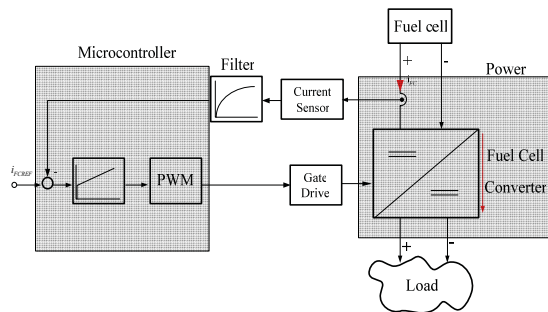 Fuel cell
Microcontroller
Filter
+
-
i_FC
Power
Current
Sensor
i_FCREF
-
PWM
Gate
Drive
Fuel Cell
Converter
+
-
Load